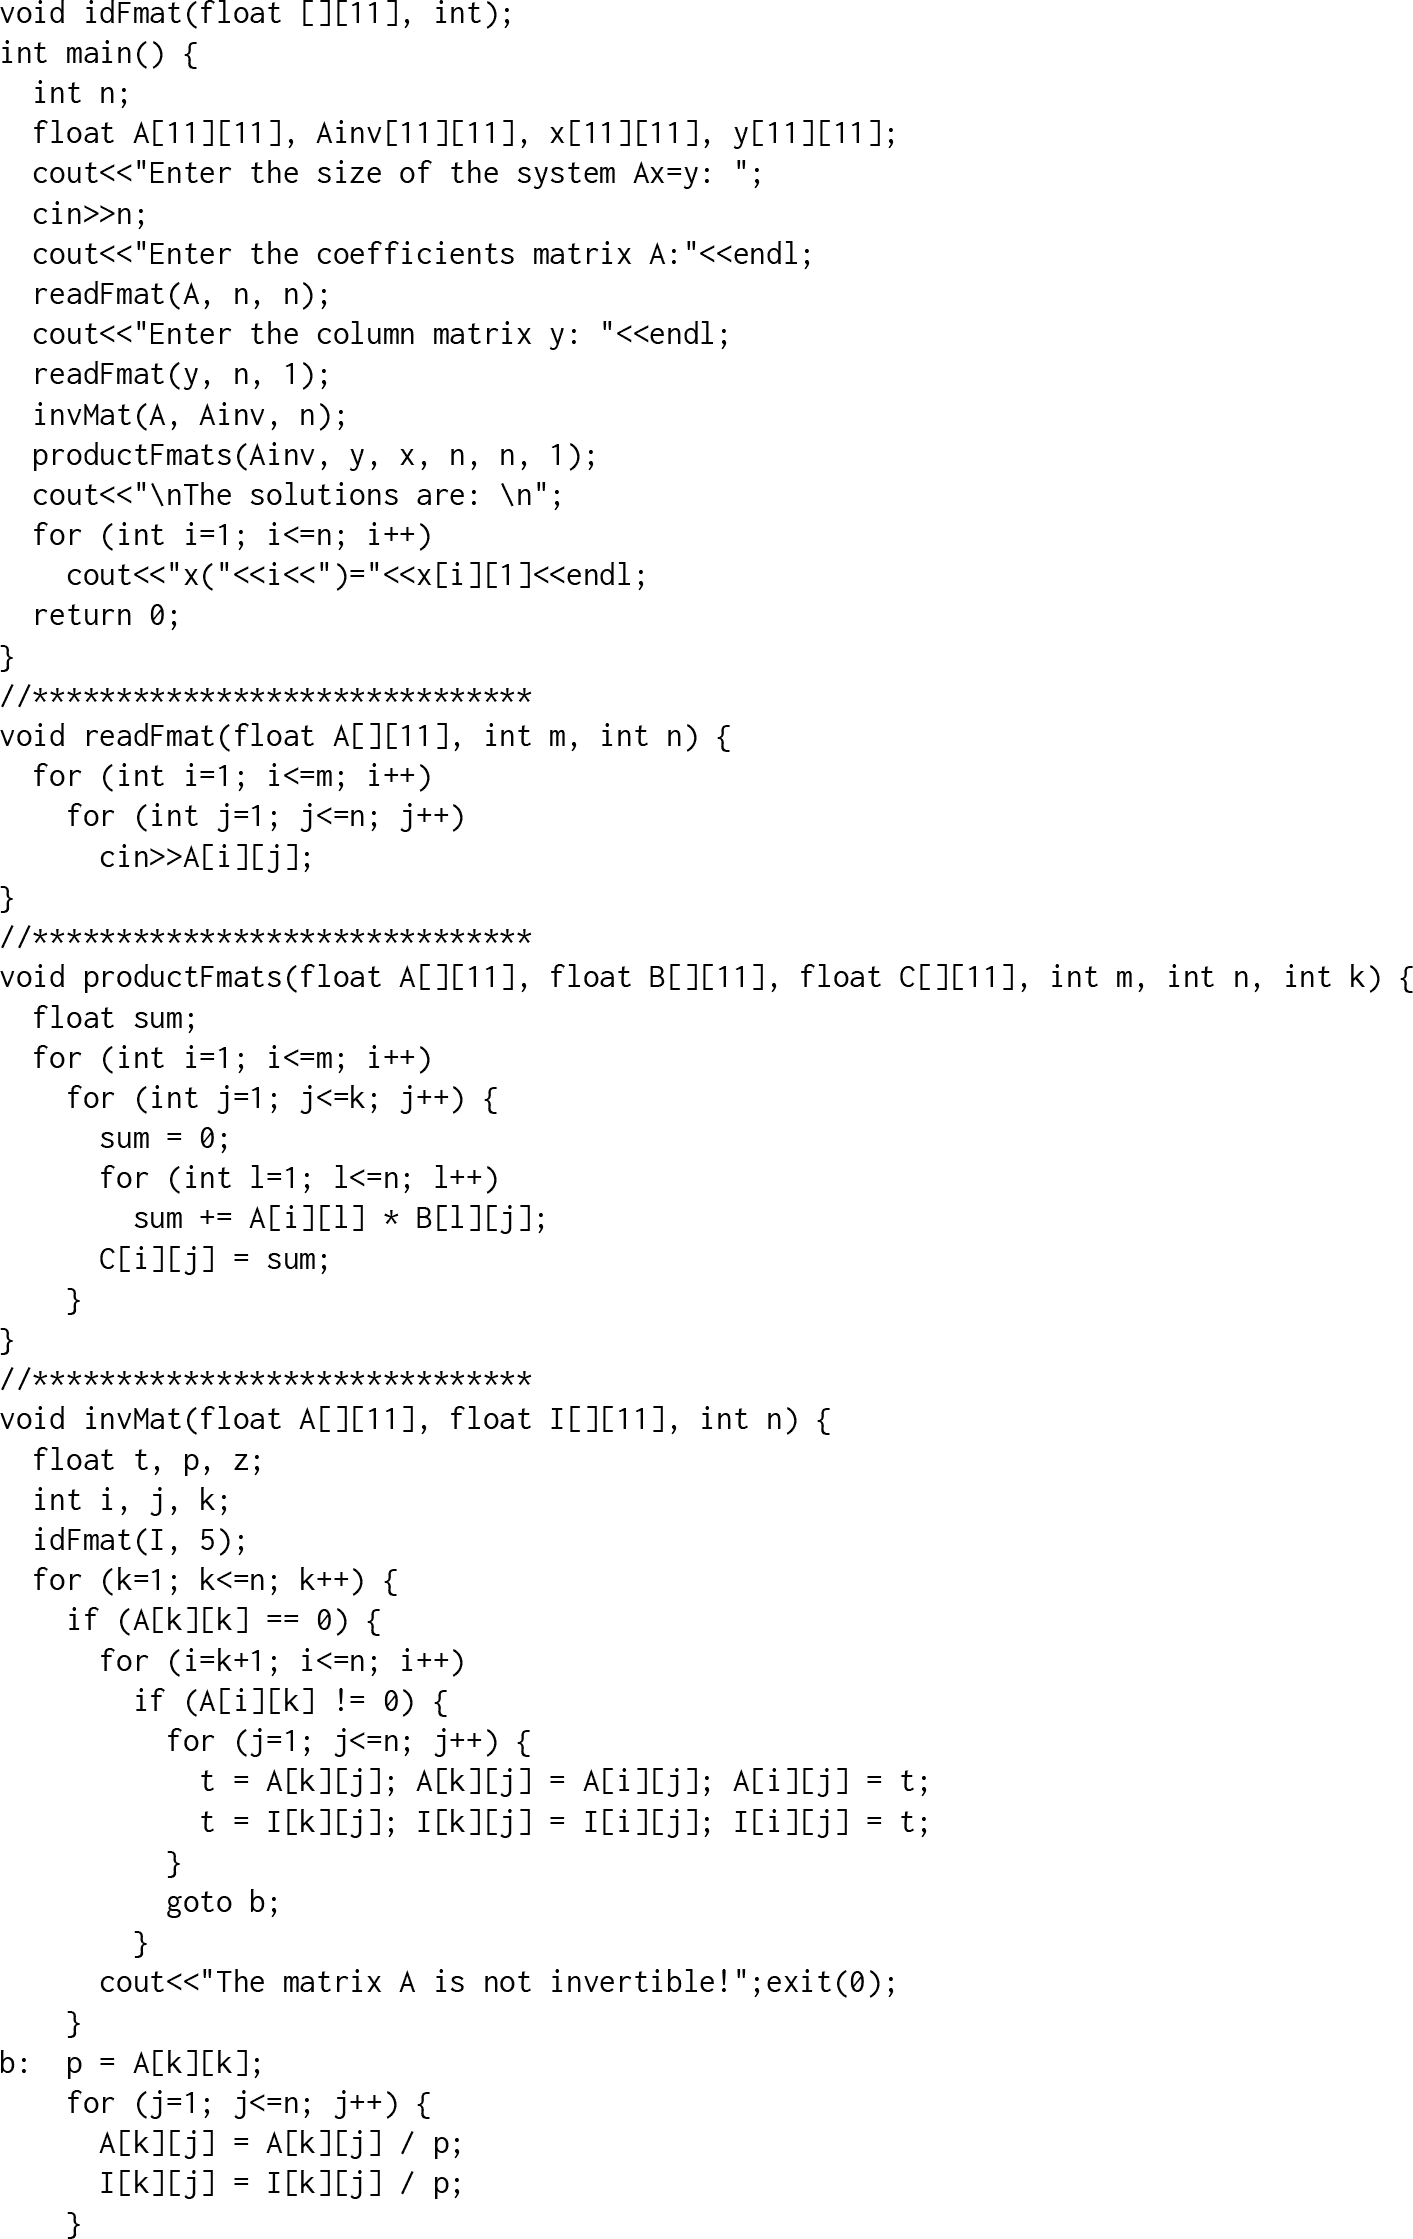 void idFmat(float [][11], int);
int main() {
  int n;
  float A[11][11], Ainv[11][11], x[11][11], y[11][11];
  cout<<"Enter the size of the system Ax=y: ";
  cin>>n;
  cout<<"Enter the coefficients matrix A:"<<endl;
  readFmat(A, n, n);
  cout<<"Enter the column matrix y: "<<endl;
  readFmat(y, n, 1);
  invMat(A, Ainv, n);
  productFmats(Ainv, y, x, n, n, 1);
  cout<<"\nThe solutions are: \n";
  for (int i=1; i<=n; i++)
    cout<<"x("<<i<<")="<<x[i][1]<<endl;
  return 0;
}
//******************************
void readFmat(float A[][11], int m, int n) {
  for (int i=1; i<=m; i++)
    for (int j=1; j<=n; j++)
      cin>>A[i][j];
}
//******************************
void productFmats(float A[][11], float B[][11], float C[][11], int m, int n, int k) {
  float sum;
  for (int i=1; i<=m; i++)
    for (int j=1; j<=k; j++) {
      sum = 0;
      for (int l=1; l<=n; l++)
        sum += A[i][l] * B[l][j];
      C[i][j] = sum;
    }
}
//******************************
void invMat(float A[][11], float I[][11], int n) {
  float t, p, z;
  int i, j, k;
  idFmat(I, 5);
  for (k=1; k<=n; k++) {
    if (A[k][k] == 0) {
      for (i=k+1; i<=n; i++)
        if (A[i][k] != 0) {
          for (j=1; j<=n; j++) {
            t = A[k][j]; A[k][j] = A[i][j]; A[i][j] = t;
            t = I[k][j]; I[k][j] = I[i][j]; I[i][j] = t;
          }
          goto b;
        }
      cout<<"The matrix A is not invertible!";exit(0);
    }
b:  p = A[k][k];
    for (j=1; j<=n; j++) {
      A[k][j] = A[k][j] / p;
      I[k][j] = I[k][j] / p;
    }